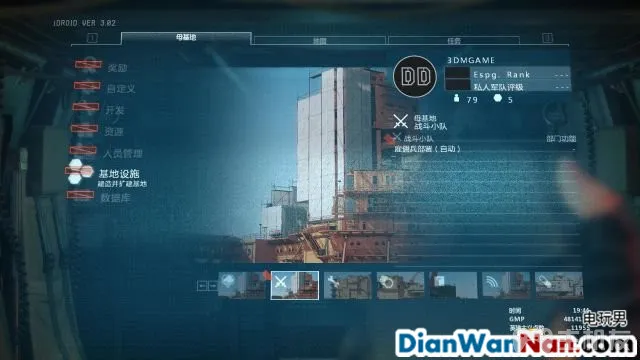 iDROID VER 3.02
母基地
地图
任务
奖励
自定义
开发
资源
人员管理
基地设施
建造并扩建基地
数据库
DD
3DMGAME
Espg. Rank ---
私人军队评级 ---
79 5
母基地
战斗小队
战斗小队 部门功能
雇佣兵部署（自动） -
时间
GMP
电玩男
DianWanNan.com